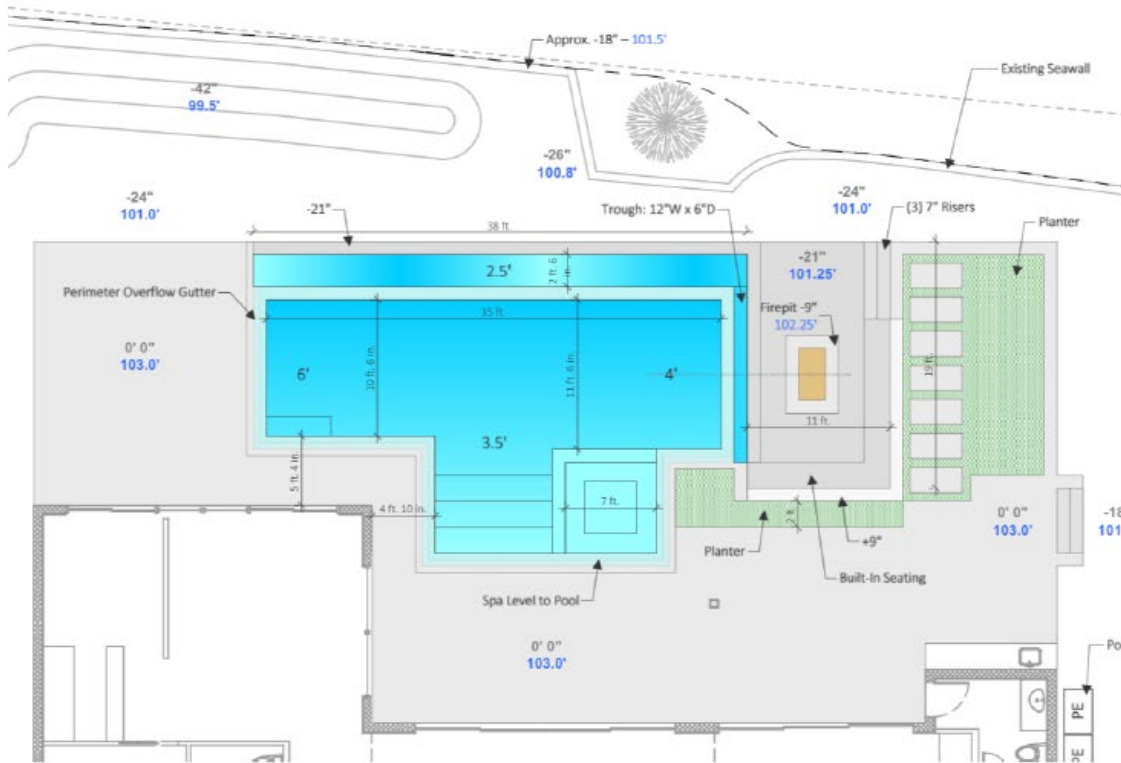 Approx. -18" – 101.5'
Existing Seawall
-42"
99.5'
-26"
100.8'
-24"
101.0'
-21"
Trough: 12"W x 6"D
-24"
101.0'
(3) 7" Risers
Planter
38 ft.
2.5'
2 ft. 6 in.
-21"
101.25'
Perimeter Overflow Gutter
35 ft.
Firepit -9"
102.25'
0' 0"
103.0'
6'
10 ft. 6 in.
11 ft. 6 in.
4'
19 ft.
11 ft.
3.5'
5 ft. 4 in.
4 ft. 10 in.
7 ft.
2 ft.
0' 0"
103.0'
-18
101
Planter
+9"
Built-In Seating
Spa Level to Pool
0' 0"
103.0'
Po
PE
PE